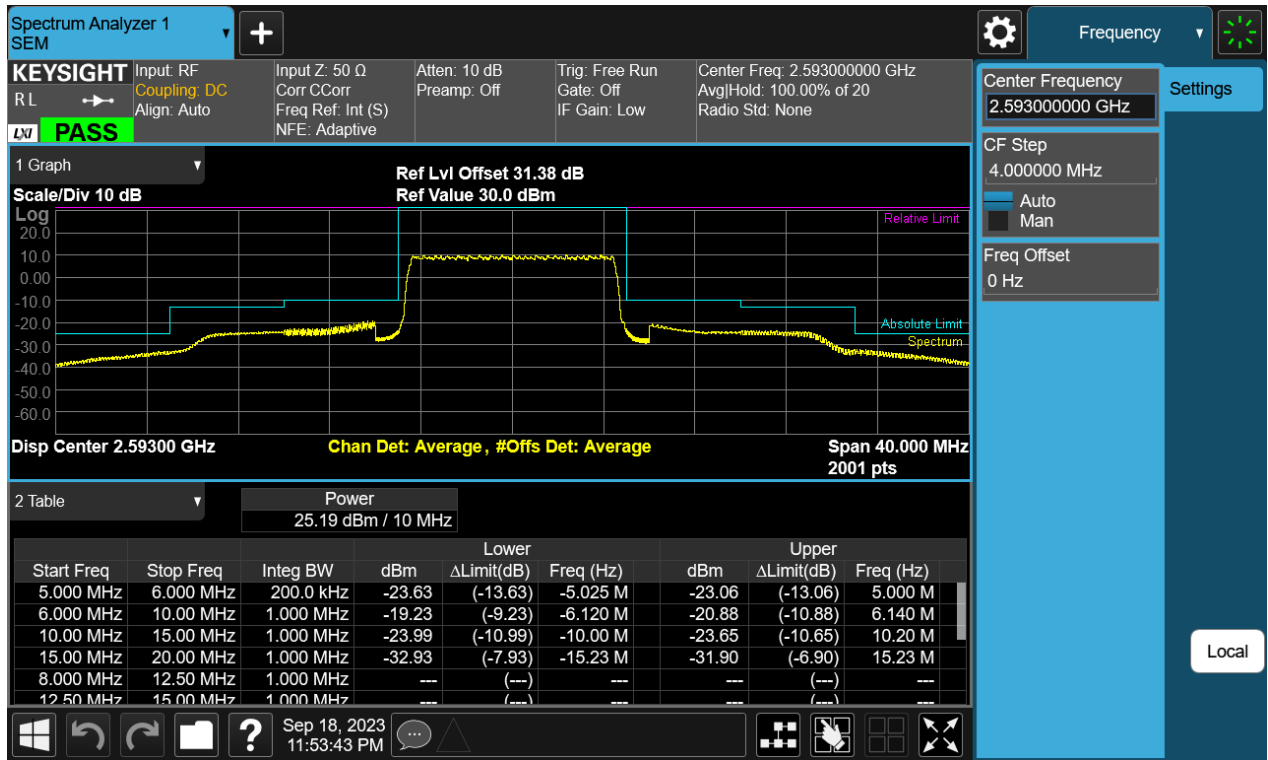 Spectrum Analyzer 1
SEM
Frequency
KEYSIGHT
RL
LXI
PASS
Input: RF
Coupling: DC
Align: Auto
Input Z: 50 Ω
Corr CCorr
Freq Ref: Int (S)
NFE: Adaptive
Atten: 10 dB
Preamp: Off
Trig: Free Run
Gate: Off
IF Gain: Low
Center Freq: 2.593000000 GHz
Avg|Hold: 100.00% of 20
Radio Std: None
Center Frequency
2.593000000 GHz
Settings
CF Step
4.000000 MHz
Auto
Man
Freq Offset
0 Hz
Local
1 Graph
Ref Lvl Offset 31.38 dB
Scale/Div 10 dB
Ref Value 30.0 dBm
Log
20.0
10.0
0.00
-10.0
-20.0
-30.0
-40.0
-50.0
-60.0
Relative Limit
Absolute Limit
Spectrum
Disp Center 2.59300 GHz
Chan Det: Average, #Offs Det: Average
Span 40.000 MHz
2001 pts
2 Table
Power
25.19 dBm / 10 MHz
Lower Upper
Start Freq Stop Freq Integ BW dBm ΔLimit(dB) Freq (Hz) dBm ΔLimit(dB) Freq (Hz)
5.000 MHz 6.000 MHz 200.0 kHz -23.63 (-13.63) -5.025 M -23.06 (-13.06) 5.000 M
6.000 MHz 10.00 MHz 1.000 MHz -19.23 (-9.23) -6.120 M -20.88 (-10.88) 6.140 M
10.00 MHz 15.00 MHz 1.000 MHz -23.99 (-10.99) -10.00 M -23.65 (-10.65) 10.20 M
15.00 MHz 20.00 MHz 1.000 MHz -32.93 (-7.93) -15.23 M -31.90 (-6.90) 15.23 M
8.000 MHz 12.50 MHz 1.000 MHz --- (---) --- --- (---) ---
12.50 MHz 15.00 MHz 1.000 MHz --- (---) --- --- (---) ---
Sep 18, 2023
11:53:43 PM